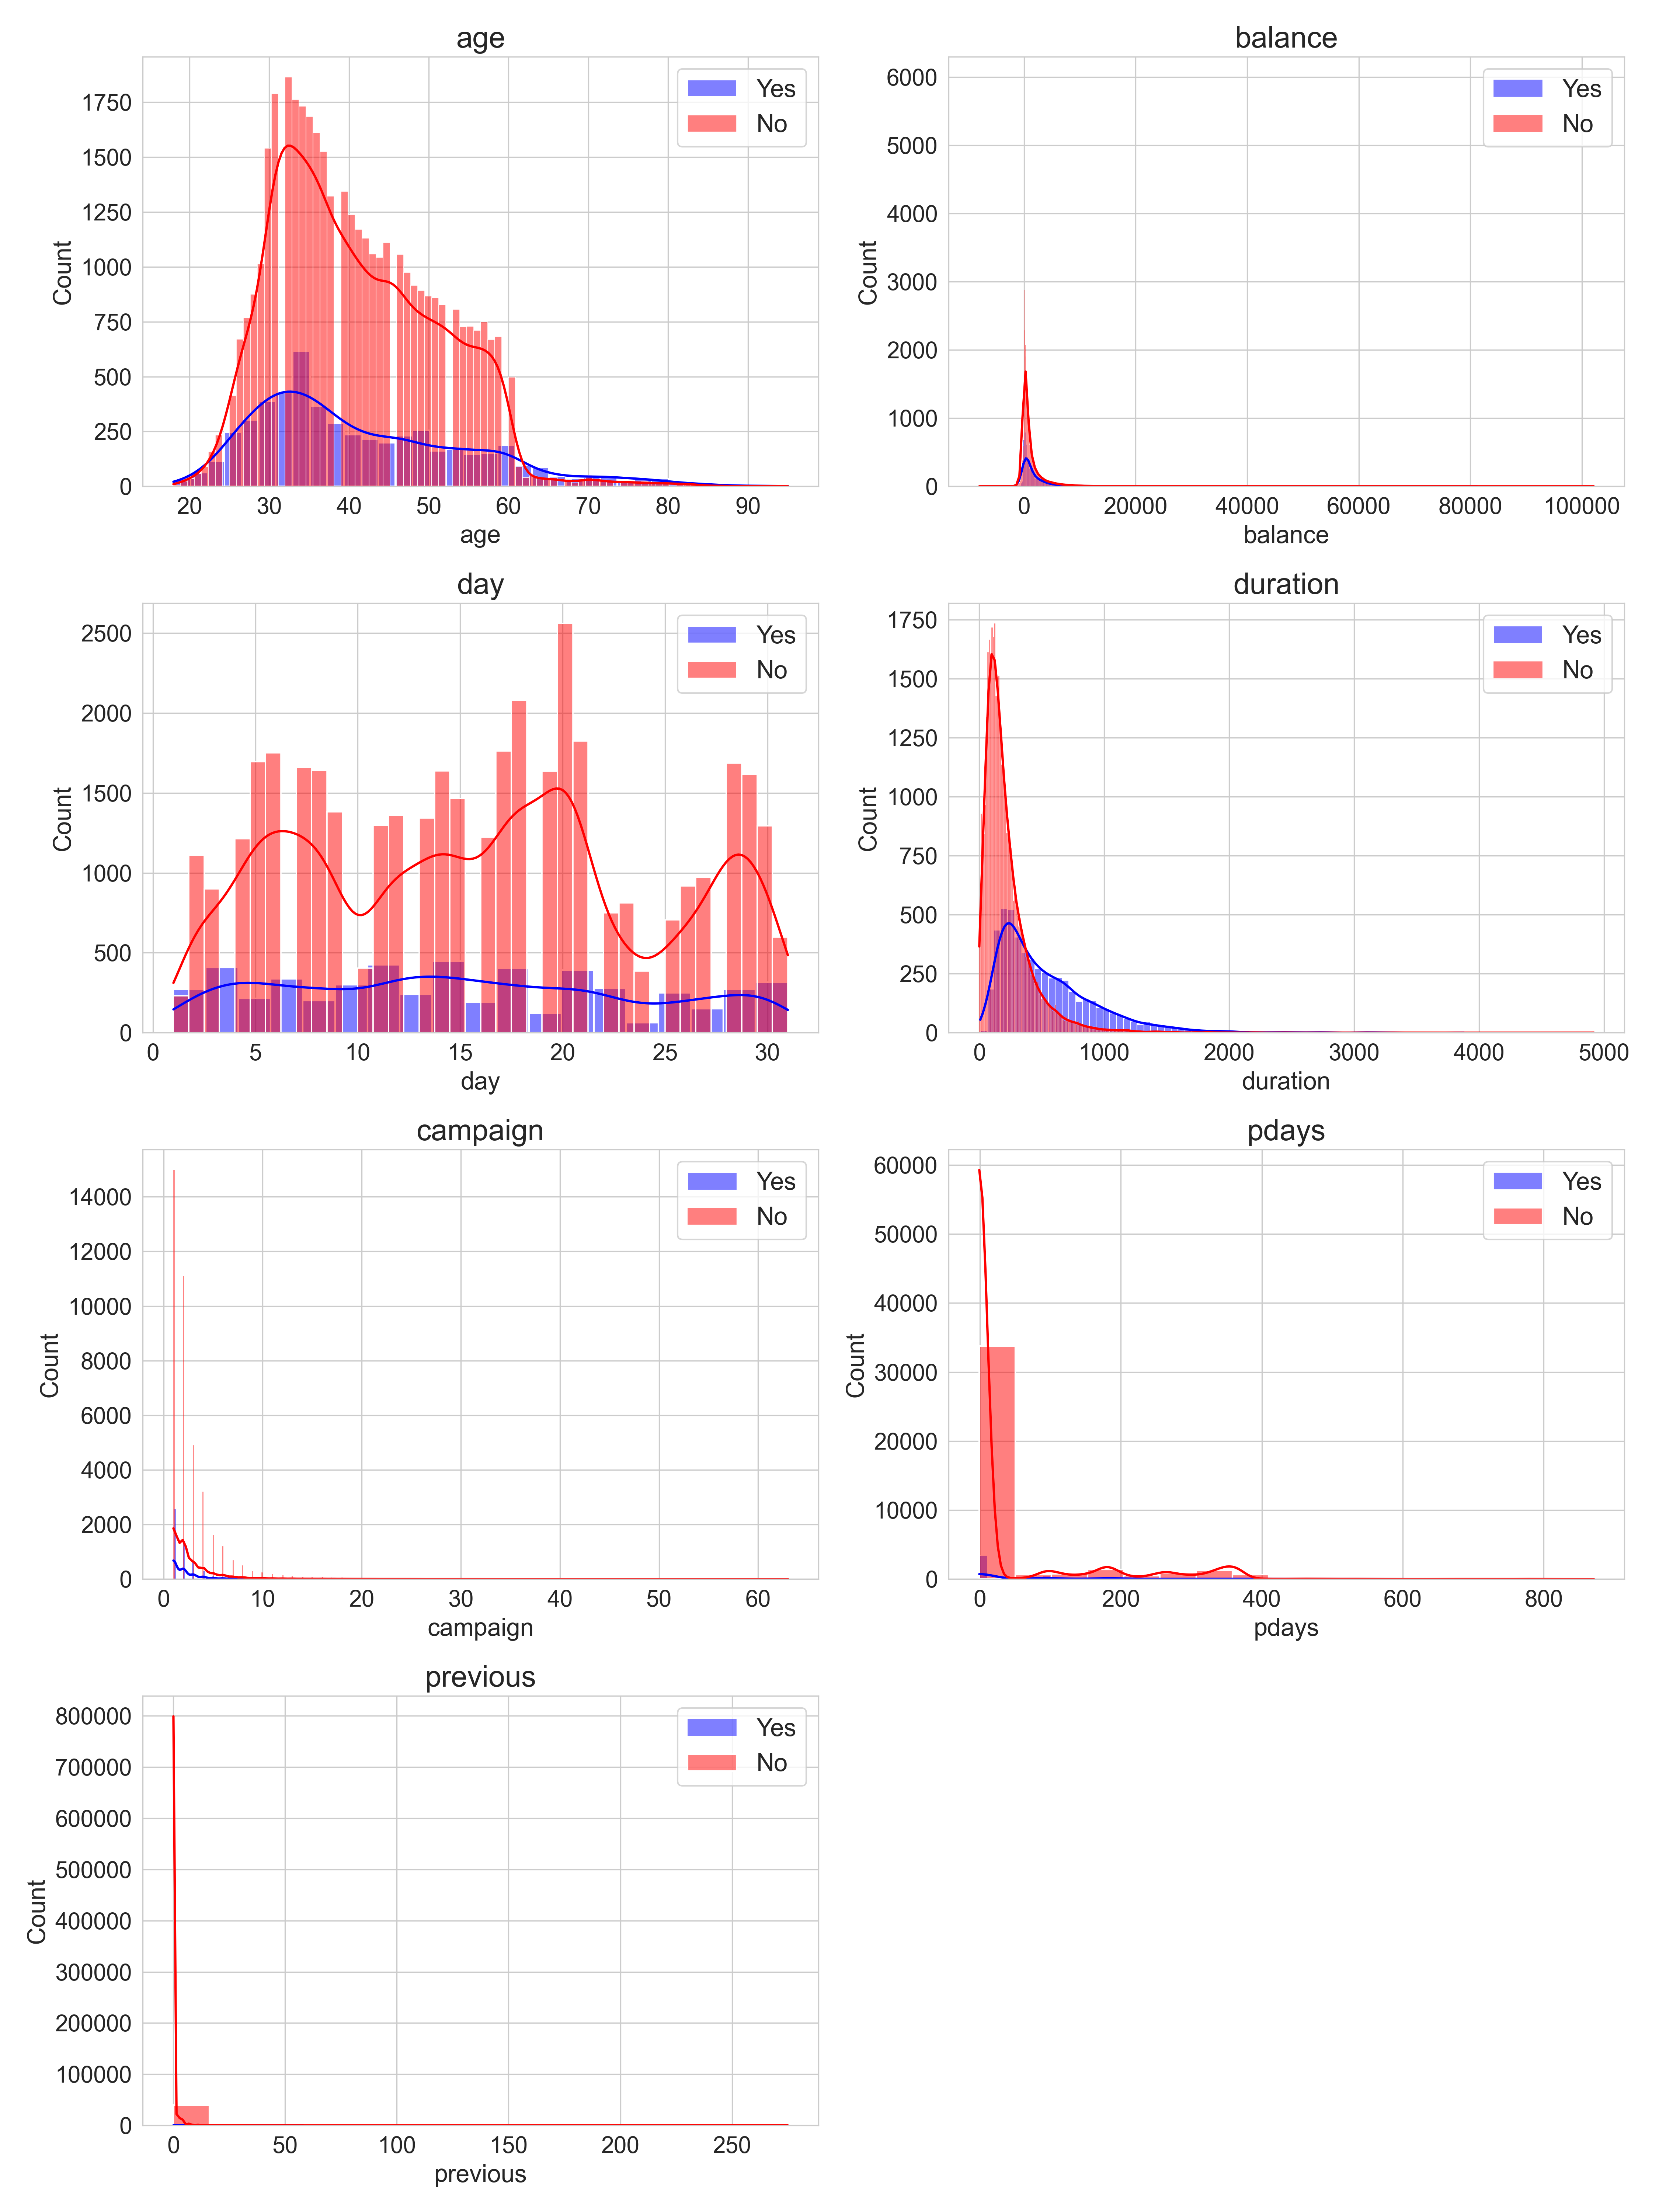 age
Yes
No
1750
1500
1250
1000
750
500
250
0
Count
20 30 40 50 60 70 80 90
age
balance
Yes
No
6000
5000
4000
3000
2000
1000
0
Count
0 20000 40000 60000 80000 100000
balance
day
Yes
No
2500
2000
1500
1000
500
0
Count
0 5 10 15 20 25 30
day
duration
Yes
No
1750
1500
1250
1000
750
500
250
0
Count
0 1000 2000 3000 4000 5000
duration
campaign
Yes
No
14000
12000
10000
8000
6000
4000
2000
0
Count
0 10 20 30 40 50 60
campaign
pdays
Yes
No
60000
50000
40000
30000
20000
10000
0
Count
0 200 400 600 800
pdays
previous
Yes
No
800000
700000
600000
500000
400000
300000
200000
100000
0
Count
0 50 100 150 200 250
previous